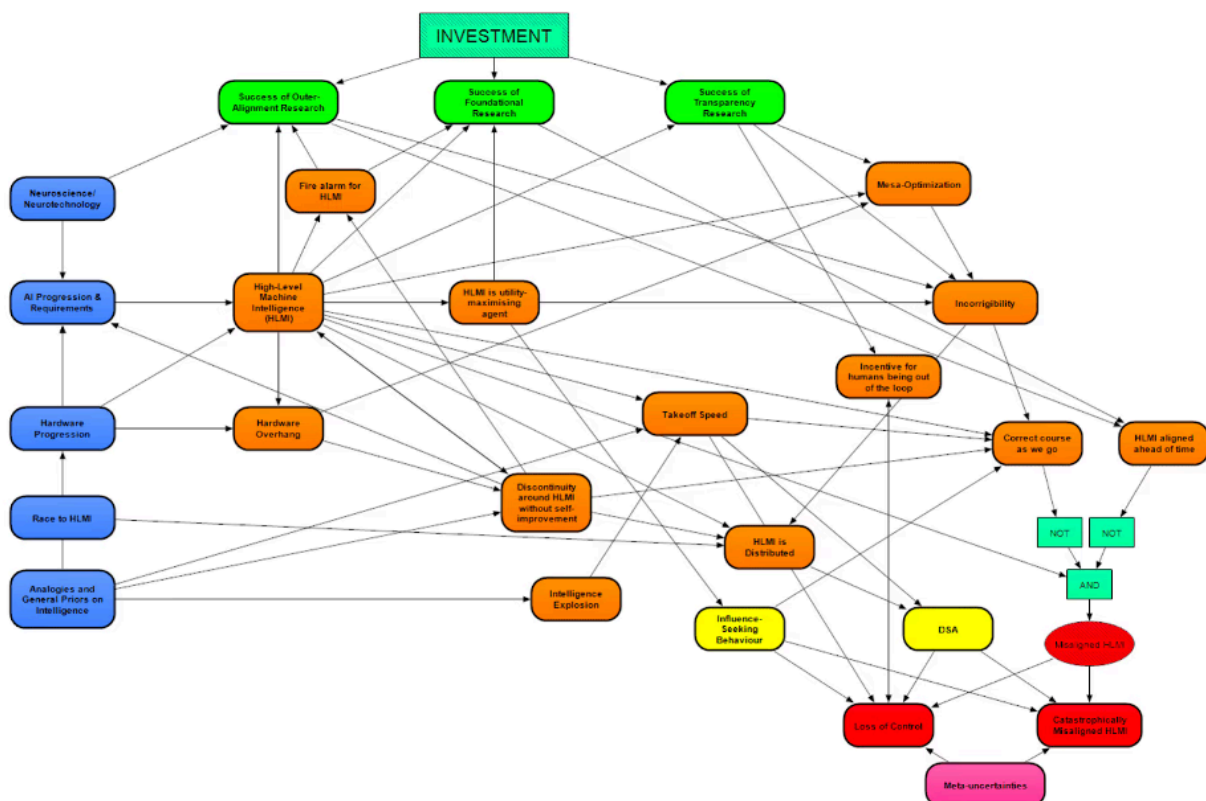 INVESTMENT
Success of Outer-
Alignment Research
Success of
Foundational
Research
Success of
Transparency
Research
Neuroscience/
Neurotechnology
Fire alarm for
HLMI
Mesa-Optimization
AI Progression &
Requirements
High-Level
Machine
Intelligence
(HLMI)
HLMI is utility-
maximising
agent
Incorrigibility
Incentive for
humans being out
of the loop
Hardware
Progression
Hardware
Overhang
Takeoff Speed
Correct course
as we go
HLMI aligned
ahead of time
Race to HLMI
Discontinuity
around HLMI
without self-
improvement
HLMI is
Distributed
NOT
NOT
AND
Analogies and
General Priors on
Intelligence
Intelligence
Explosion
Influence-
Seeking
Behaviour
DSA
Misaligned HLMI
Loss of Control
Catastrophically
Misaligned HLMI
Meta-uncertainties